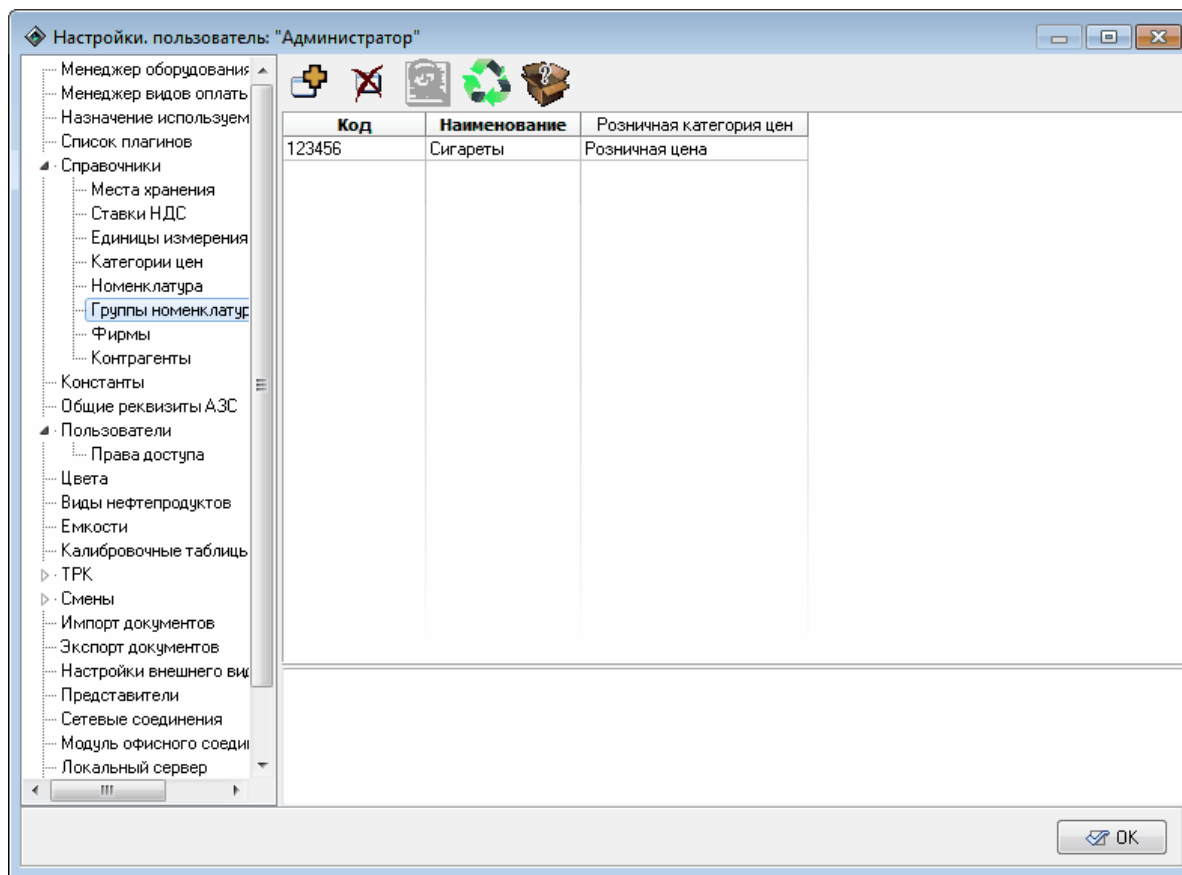 Настройки. пользователь: "Администратор"
Менеджер оборудования
Менеджер видов оплать
Назначение используем
Список плагинов
Справочники
Места хранения
Ставки НДС
Единицы измерения
Категории цен
Номенклатура
Группы номенклатур
Фирмы
Контрагенты
Константы
Общие реквизиты АЗС
Пользователи
Права доступа
Цвета
Виды нефтепродуктов
Емкости
Калибровочные таблиць
ТРК
Смены
Импорт документов
Экспорт документов
Настройки внешнего вид
Представители
Сетевые соединения
Модуль офисного соеди
Локальный сервер
Код Наименование Розничная категория цен
123456 Сигареты Розничная цена
OK